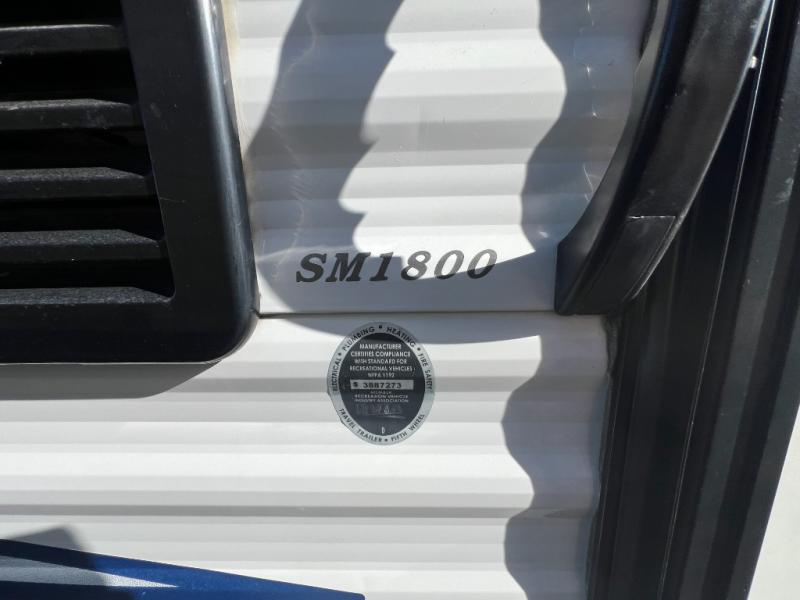 SM1800
ELECTRICAL • PLUMBING • HEATING • FIRE SAFETY
MANUFACTURER
CERTIFIES COMPLIANCE
WITH STANDARD FOR
RECREATIONAL VEHICLES
NFPA 1192
S 3887273
MEMBER
RECREATION VEHICLE
INDUSTRY ASSOCIATION
D
TRAVEL TRAILER • FIFTH WHEEL